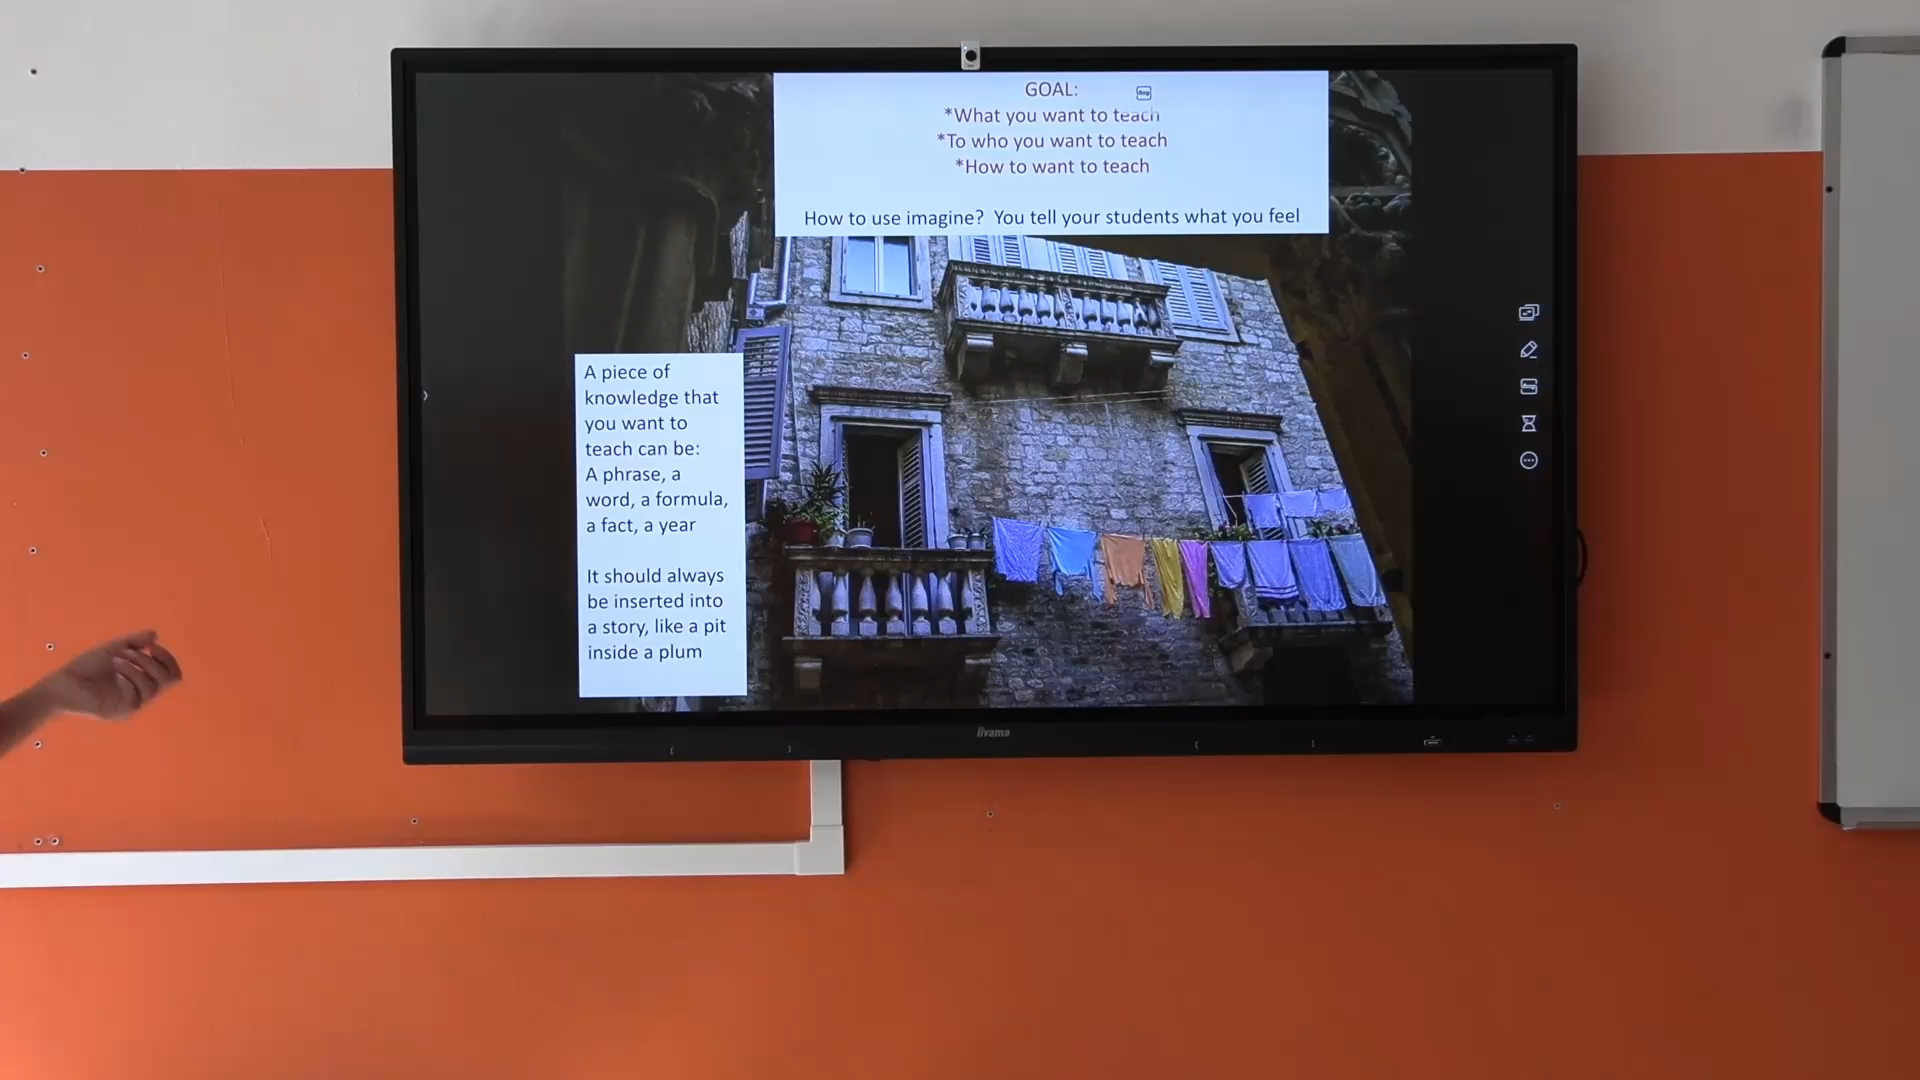 GOAL:
*What you want to teach
*To who you want to teach
*How to want to teach
How to use imagine? You tell your students what you feel
A piece of
knowledge that
you want to
teach can be:
A phrase, a
word, a formula,
a fact, a year
It should always
be inserted into
a story, like a pit
inside a plum
iiyama